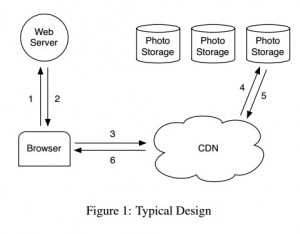 Web
Server
Photo
Storage
Photo
Storage
Photo
Storage
1
2
4
5
Browser
3
6
CDN
Figure 1: Typical Design